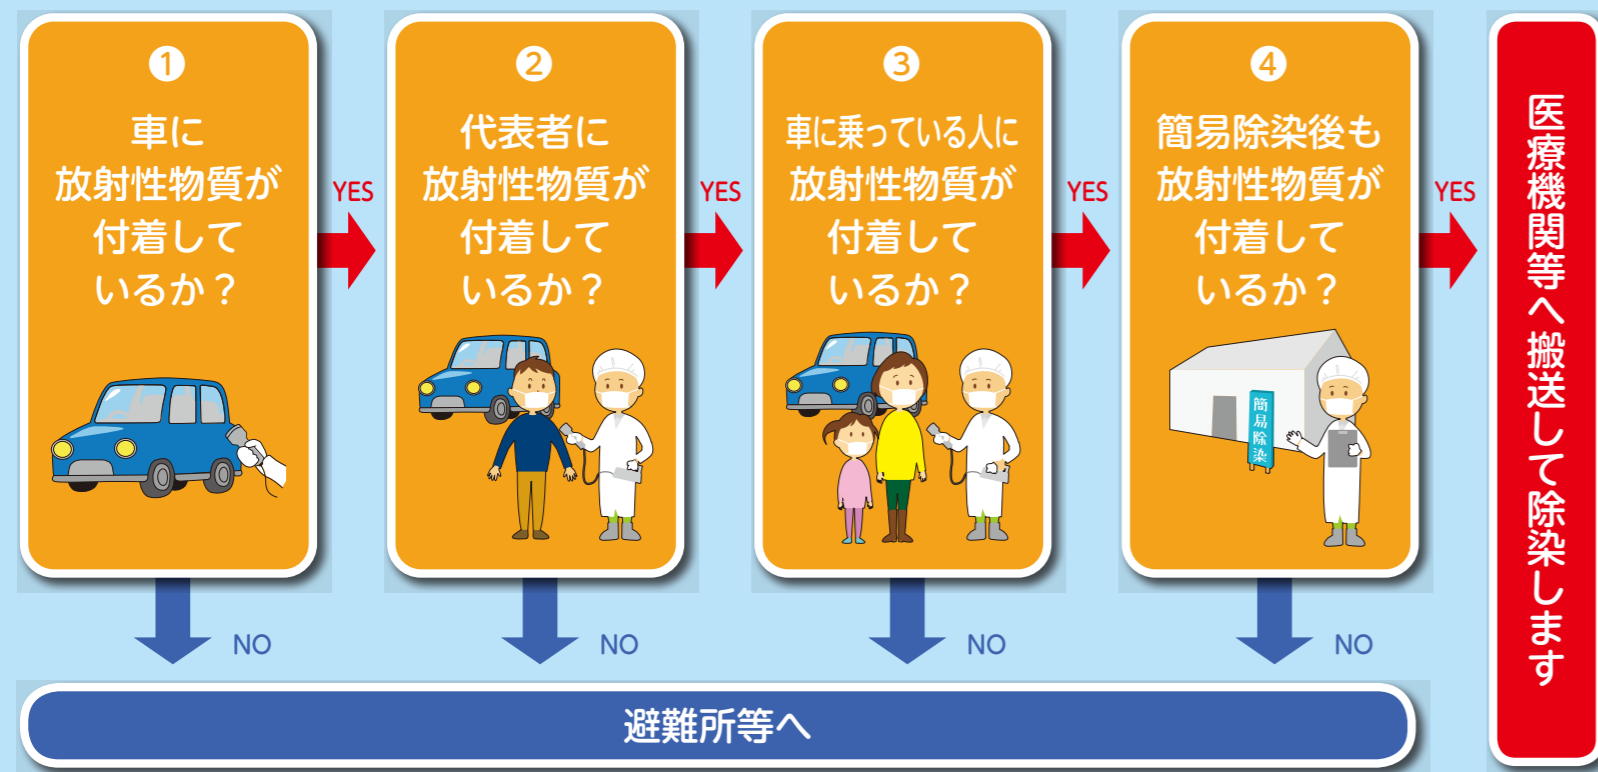 ❶
車に
放射性物質が
付着して
いるか？
YES
NO
❷
代表者に
放射性物質が
付着して
いるか？
YES
NO
❸
車に乗っている人に
放射性物質が
付着して
いるか？
YES
NO
❹
簡易除染後も
放射性物質が
付着して
いるか？
簡易除染
YES
NO
医療機関等へ搬送して除染します
避難所等へ